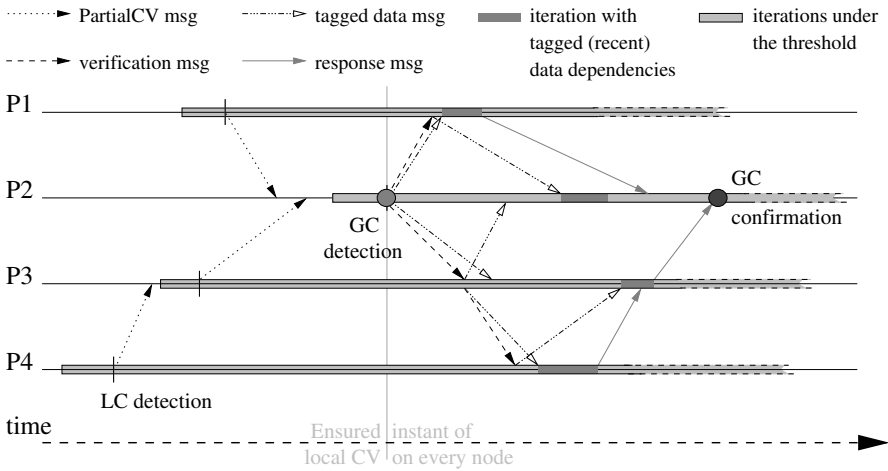 PartialCV msg
tagged data msg
iteration with
tagged (recent)
data dependencies
iterations under
the threshold
verification msg
response msg
P1
P2
GC
detection
GC
confirmation
P3
P4
LC detection
time
Ensured instant of
local CV on every node